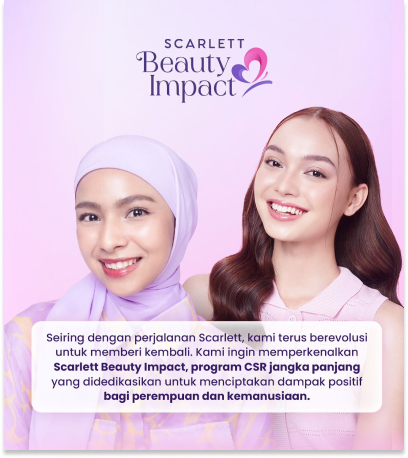 SCARLETT
Beauty
Impact
Seiring dengan perjalanan Scarlett, kami terus berevolusi
untuk memberi kembali. Kami ingin memperkenalkan
Scarlett Beauty Impact, program CSR jangka panjang
yang didedikasikan untuk menciptakan dampak positif
bagi perempuan dan kemanusiaan.